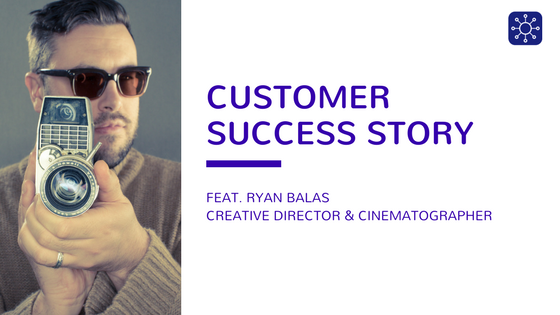 CUSTOMER
SUCCESS STORY
FEAT. RYAN BALAS
CREATIVE DIRECTOR & CINEMATOGRAPHER